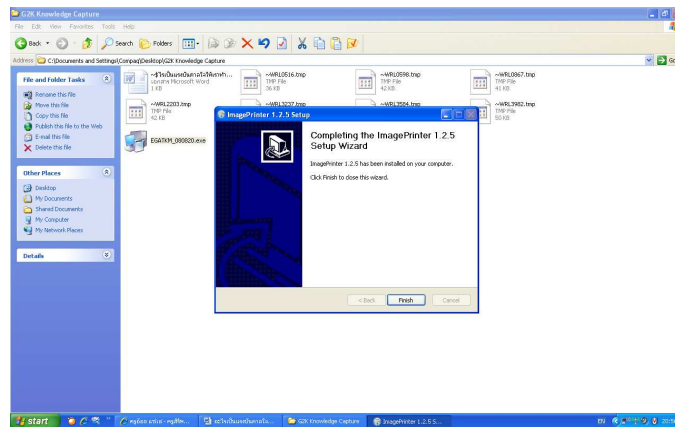 G2K Knowledge Capture
File Edit View Favorites Tools Help
Back Search Folders
Address C:\Documents and Settings\Compaq\Desktop\G2K Knowledge Capture Go
File and Folder Tasks
Rename this file
Move this file
Copy this file
Publish this file to the Web
E-mail this file
Delete this file
Other Places
Desktop
My Documents
Shared Documents
My Computer
My Network Places
Details
เอกสาร Microsoft Word
1 KB
~WRL0516.tmp
TMP File
36 KB
~WRL0598.tmp
TMP File
42 KB
~WRL0867.tmp
TMP File
41 KB
~WRL2203.tmp
TMP File
42 KB
~WRL3237.tmp
~WRL3584.tmp
~WRL3982.tmp
TMP File
50 KB
EGATKM_080820.exe
ImagePrinter 1.2.5 Setup
Completing the ImagePrinter 1.2.5
Setup Wizard
ImagePrinter 1.2.5 has been installed on your computer.
Click Finish to close this wizard.
< Back Finish Cancel
start G2K Knowledge Capture ImagePrinter 1.2.5 S... EN